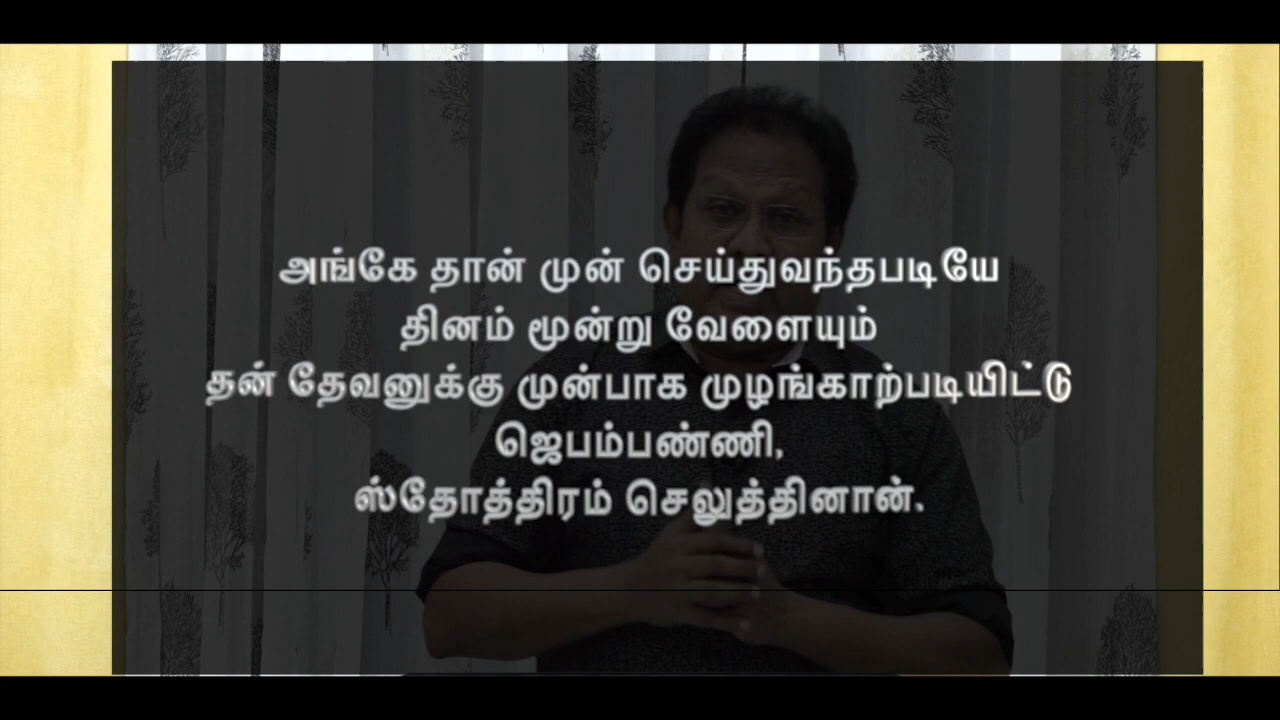 அங்கே தான் முன் செய்துவந்தபடியே
தினம் மூன்று வேளையும்
தன் தேவனுக்கு முன்பாக முழங்காற்படியிட்டு
ஜெபம்பண்ணி,
ஸ்தோத்திரம் செலுத்தினான்.